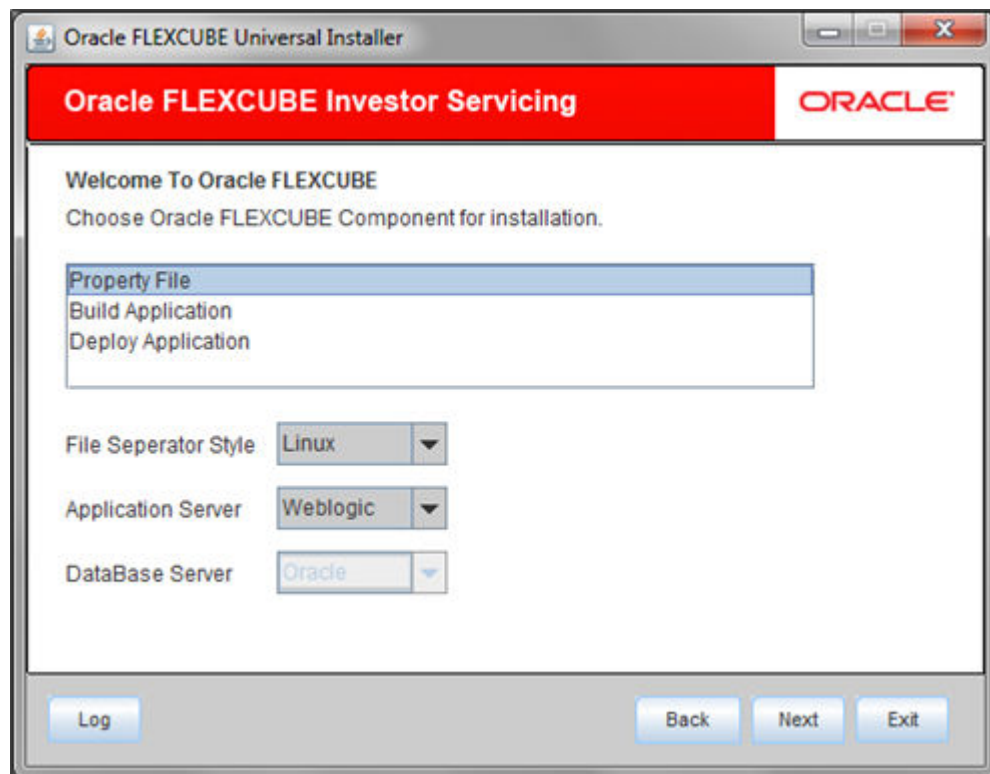 Oracle FLEXCUBE Universal Installer
Oracle FLEXCUBE Investor Servicing
ORACLE
Welcome To Oracle FLEXCUBE
Choose Oracle FLEXCUBE Component for installation.
Property File
Build Application
Deploy Application
File Seperator Style Linux
Application Server Weblogic
DataBase Server Oracle
Log Back Next Exit